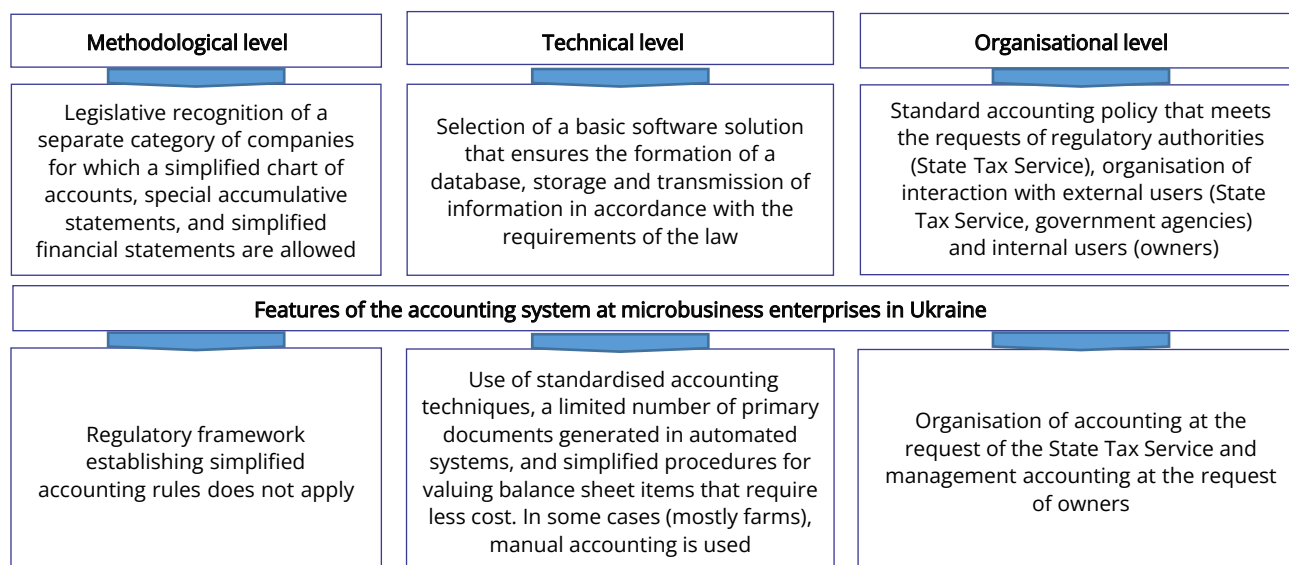 Methodological level
Technical level
Organisational level
Legislative recognition of a
separate category of companies
for which a simplified chart of
accounts, special accumulative
statements, and simplified
financial statements are allowed
Selection of a basic software solution
that ensures the formation of a
database, storage and transmission of
information in accordance with the
requirements of the law
Standard accounting policy that meets
the requests of regulatory authorities
(State Tax Service), organisation of
interaction with external users (State
Tax Service, government agencies)
and internal users (owners)
Features of the accounting system at microbusiness enterprises in Ukraine
Regulatory framework
establishing simplified
accounting rules does not apply
Use of standardised accounting
techniques, a limited number of primary
documents generated in automated
systems, and simplified procedures for
valuing balance sheet items that require
less cost. In some cases (mostly farms),
manual accounting is used
Organisation of accounting at the
request of the State Tax Service and
management accounting at the request
of owners